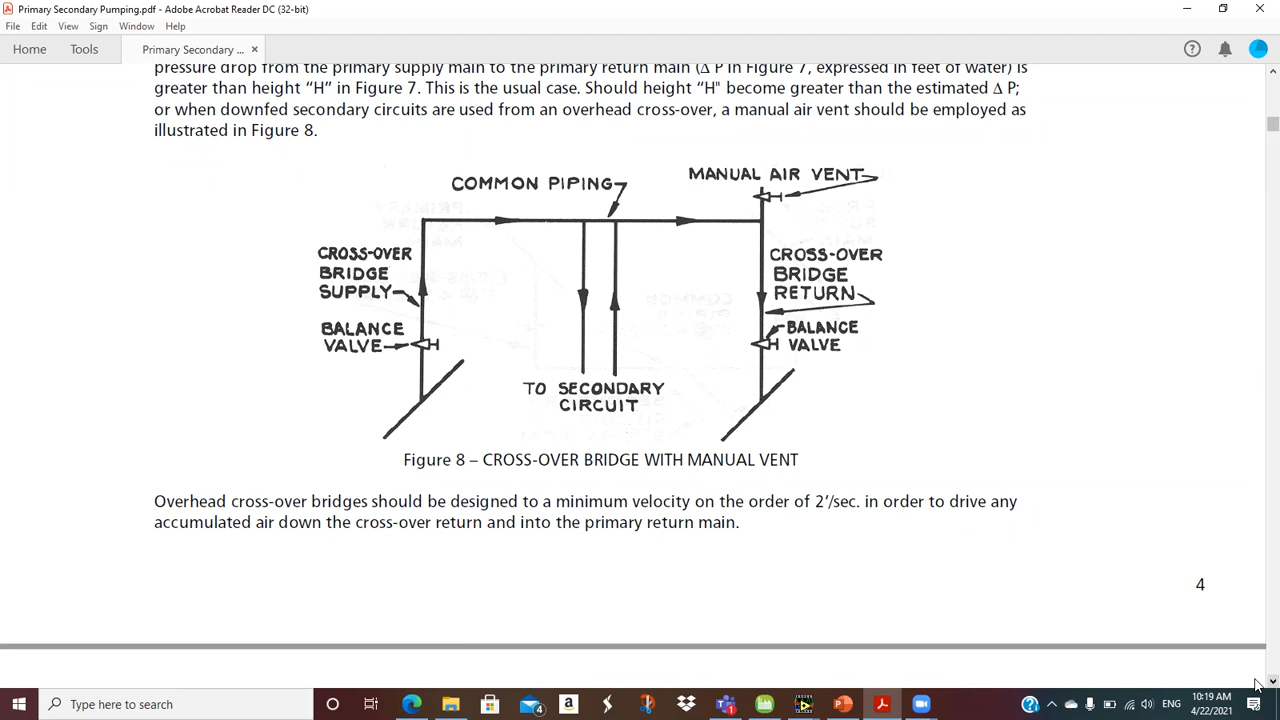 Primary Secondary Pumping.pdf - Adobe Acrobat Reader DC (32-bit)
File Edit View Sign Window Help
Home Tools Primary Secondary ... ×
pressure drop from the primary supply main to the primary return main (Δ P in Figure 7, expressed in feet of water) is
greater than height “H” in Figure 7. This is the usual case. Should height “H" become greater than the estimated Δ P;
or when downfed secondary circuits are used from an overhead cross-over, a manual air vent should be employed as
illustrated in Figure 8.
MANUAL AIR VENT
COMMON PIPING
CROSS-OVER
BRIDGE
SUPPLY
CROSS-OVER
BRIDGE
RETURN
BALANCE
VALVE
BALANCE
VALVE
TO SECONDARY
CIRCUIT
Figure 8 – CROSS-OVER BRIDGE WITH MANUAL VENT
Overhead cross-over bridges should be designed to a minimum velocity on the order of 2’/sec. in order to drive any
accumulated air down the cross-over return and into the primary return main.
4
Type here to search
4
1
ENG
10:19 AM
4/22/2021